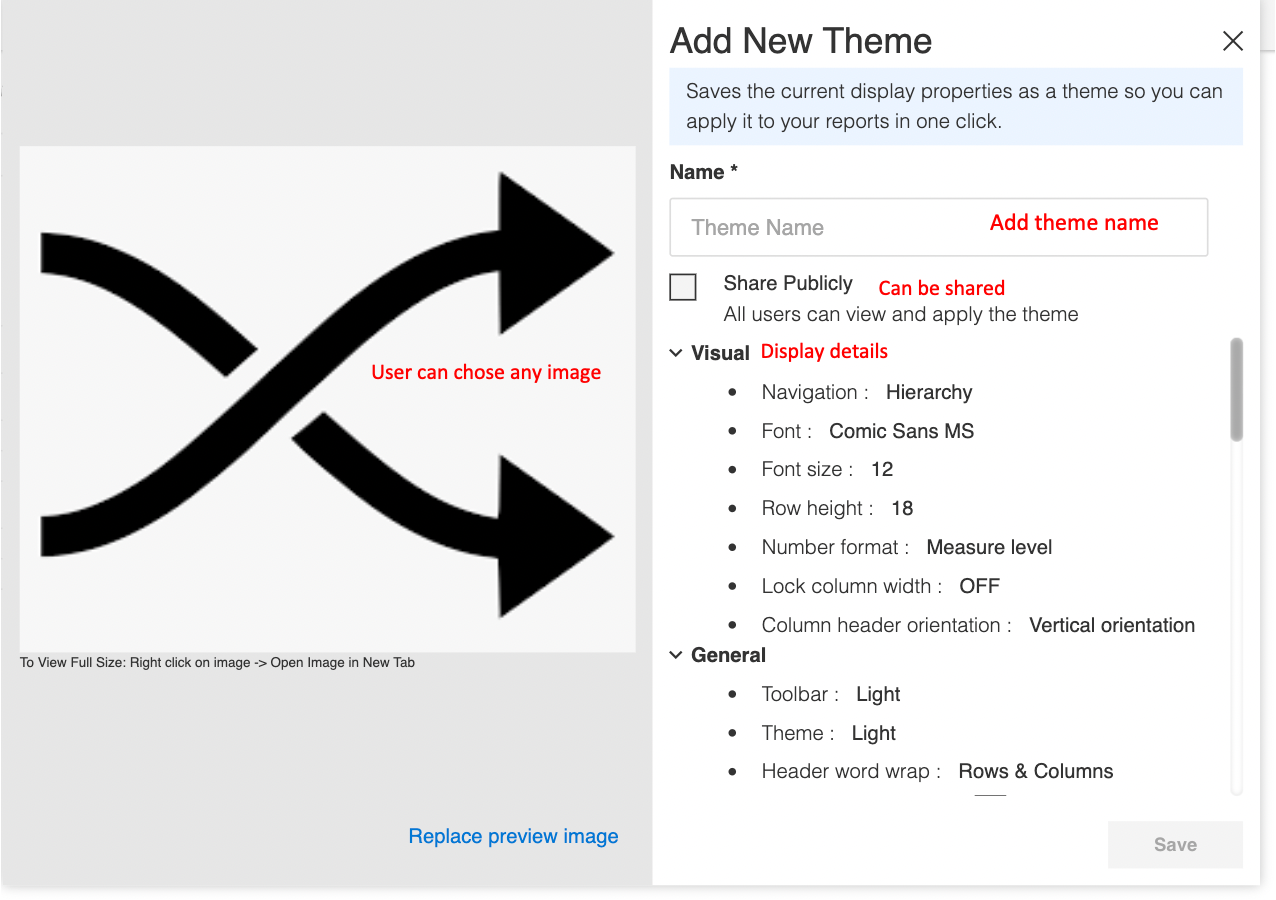 Add New Theme
Saves the current display properties as a theme so you can
apply it to your reports in one click.
Name *
Theme Name
Add theme name
Share Publicly
Can be shared
All users can view and apply the theme
Visual
Display details
• Navigation : Hierarchy
• Font : Comic Sans MS
• Font size : 12
• Row height : 18
• Number format : Measure level
• Lock column width : OFF
• Column header orientation : Vertical orientation
General
• Toolbar : Light
• Theme : Light
• Header word wrap : Rows & Columns
Save
User can chose any image
To View Full Size: Right click on image -> Open Image in New Tab
Replace preview image